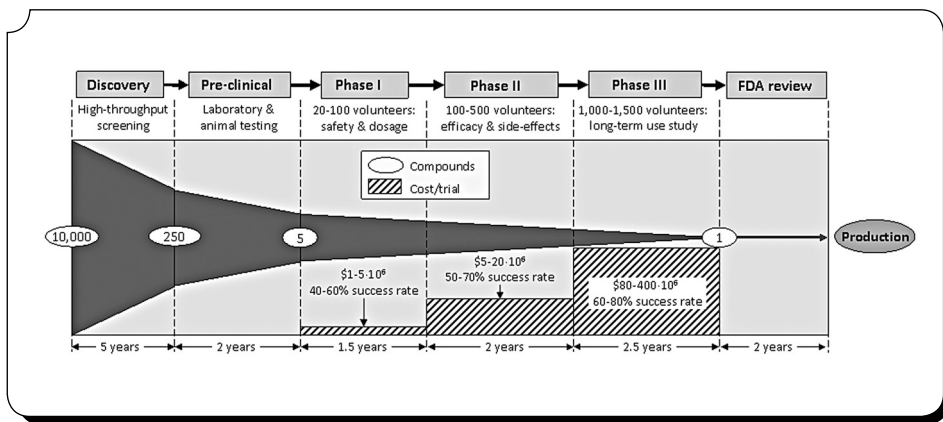 Discovery
Pre-clinical
Phase I
Phase II
Phase III
FDA review
High-throughput
screening
Laboratory &
animal testing
20-100 volunteers:
safety & dosage
100-500 volunteers:
efficacy & side-effects
1,000-1,500 volunteers:
long-term use study
Compounds
Cost/trial
10,000
250
5
1
Production
$1-5·10⁶
40-60% success rate
$5-20·10⁶
50-70% success rate
$80-400·10⁶
60-80% success rate
5 years
2 years
1.5 years
2 years
2.5 years
2 years